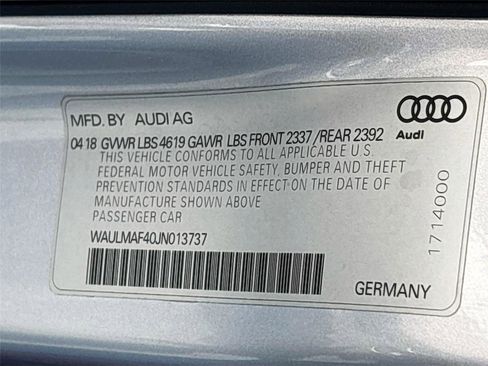 MFD. BY AUDI AG
04 18 GVWR LBS 4619 GAWR LBS FRONT 2337 /REAR 2392
THIS VEHICLE CONFORMS TO ALL APPLICABLE U.S.
FEDERAL MOTOR VEHICLE SAFETY, BUMPER AND THEFT
PREVENTION STANDARDS IN EFFECT ON THE DATE OF
MANUFACTURE SHOWN ABOVE
PASSENGER CAR
WAULMAF40JN013737
GERMANY
Audi
1714000